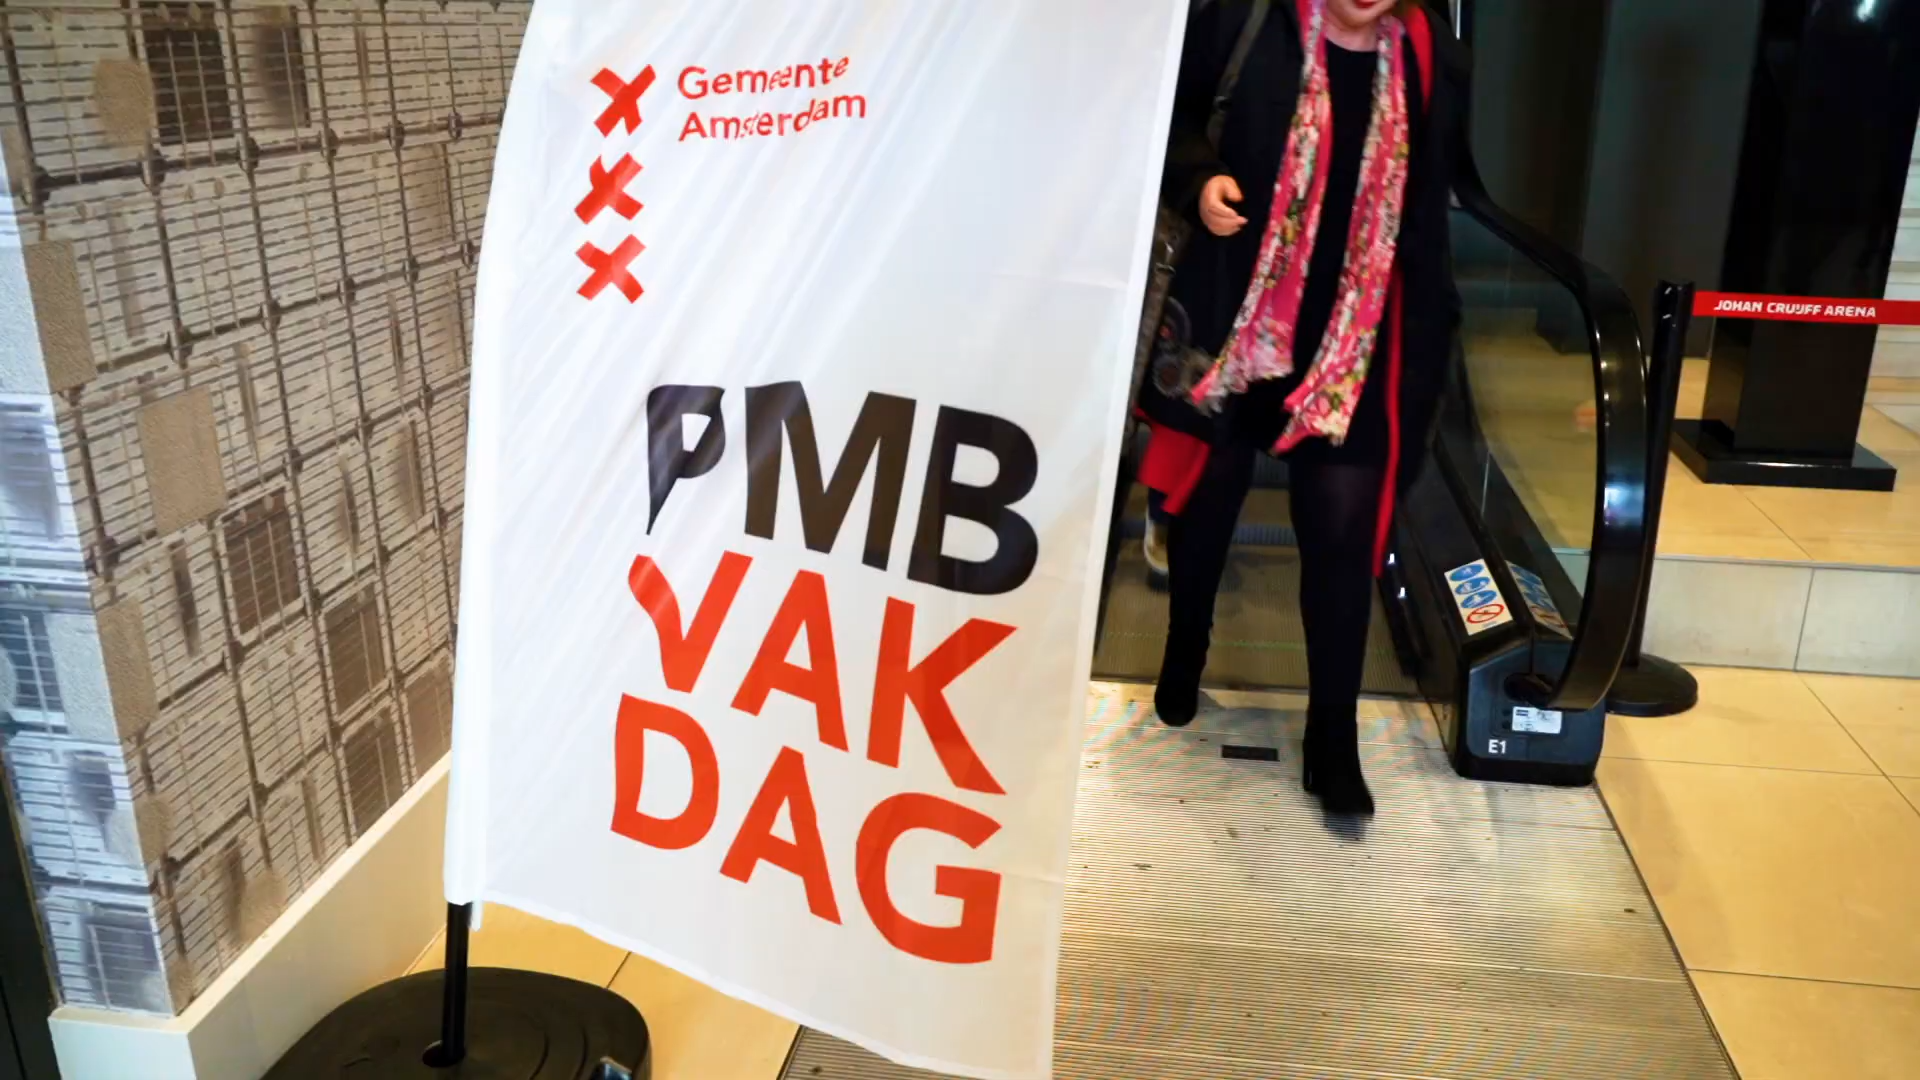 Gemeente
Amsterdam
PMB
VAK
DAG
JOHAN CRUIJFF ARENA
E1